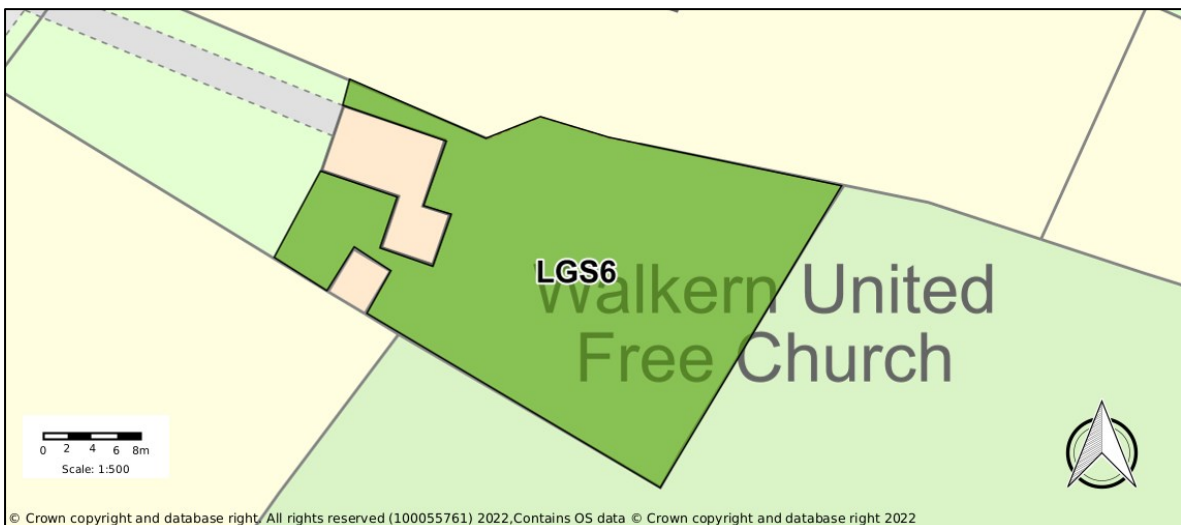 LGS6
Walkern United
Free Church
0 2 4 6 8m
Scale: 1:500
© Crown copyright and database right. All rights reserved (100055761) 2022,Contains OS data © Crown copyright and database right 2022